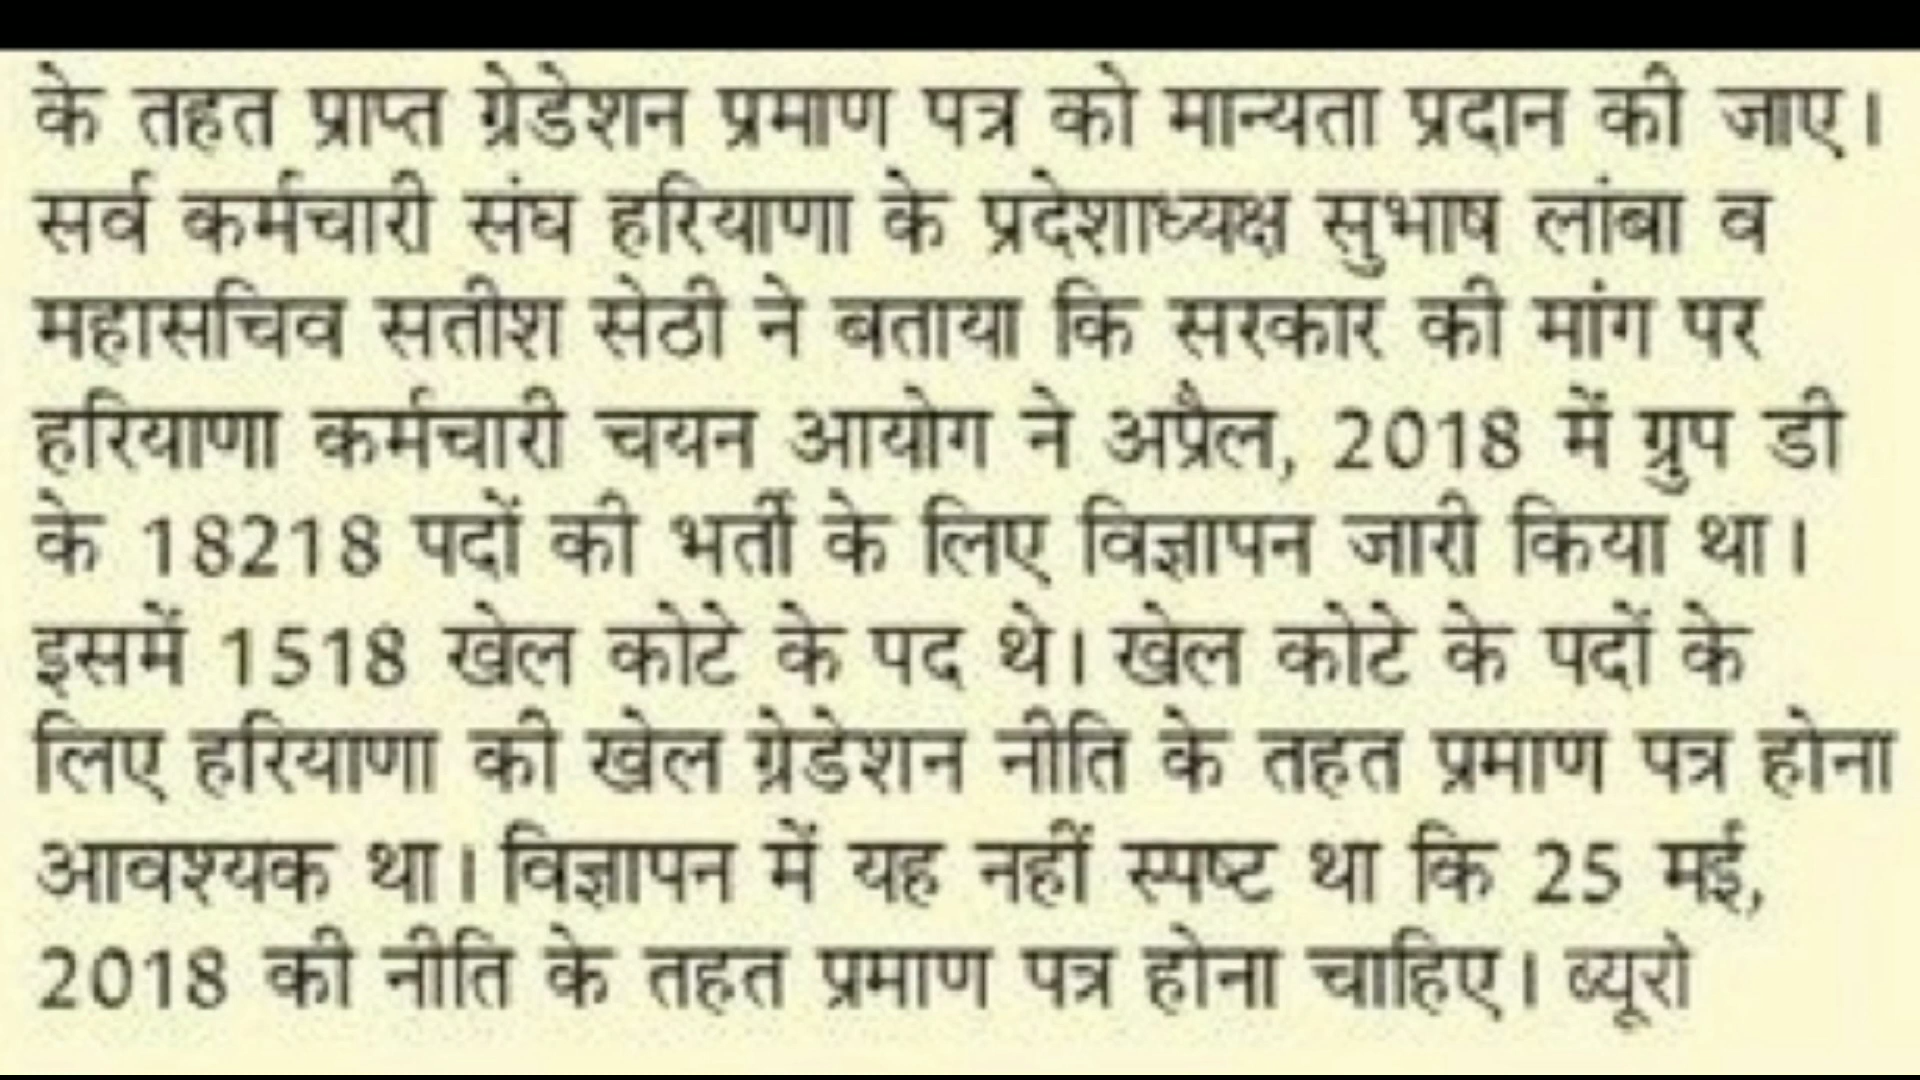 के तहत प्राप्त ग्रेडेशन प्रमाण पत्र को मान्यता प्रदान की जाए।
सर्व कर्मचारी संघ हरियाणा के प्रदेशाध्यक्ष सुभाष लांबा व
महासचिव सतीश सेठी ने बताया कि सरकार की मांग पर
हरियाणा कर्मचारी चयन आयोग ने अप्रैल, 2018 में ग्रुप डी
के 18218 पदों की भर्ती के लिए विज्ञापन जारी किया था।
इसमें 1518 खेल कोटे के पद थे। खेल कोटे के पदों के
लिए हरियाणा की खेल ग्रेडेशन नीति के तहत प्रमाण पत्र होना
आवश्यक था। विज्ञापन में यह नहीं स्पष्ट था कि 25 मई,
2018 की नीति के तहत प्रमाण पत्र होना चाहिए। ब्यूरो